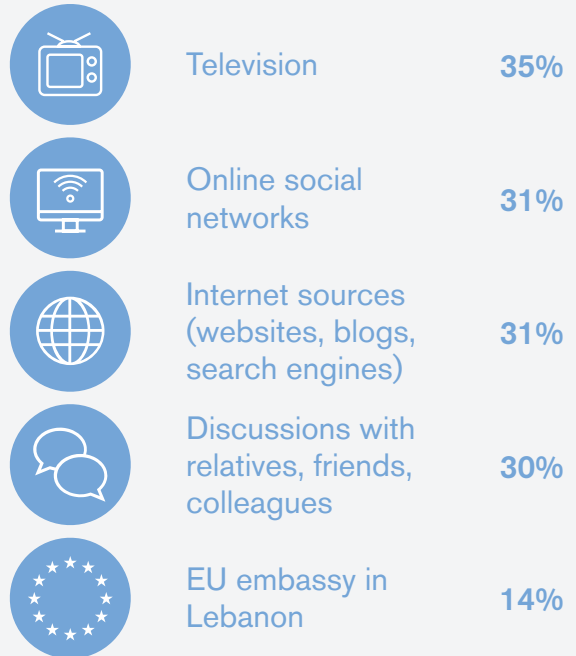 Television 35%
Online social
networks 31%
Internet sources
(websites, blogs, 31%
search engines)
Discussions with
relatives, friends, 30%
colleagues
EU embassy in
Lebanon 14%